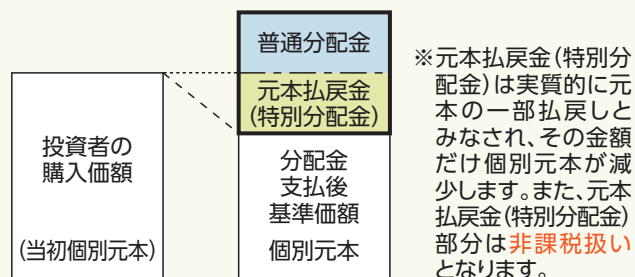 普通分配金
元本払戻金
(特別分配金)
投資者の
購入価額
(当初個別元本)
分配金
支払後
基準価額
個別元本
※元本払戻金(特別分
配金)は実質的に元
本の一部払戻しと
みなされ、その金額
だけ個別元本が減
少します。また、元本
払戻金(特別分配金)
部分は非課税扱い
となります。